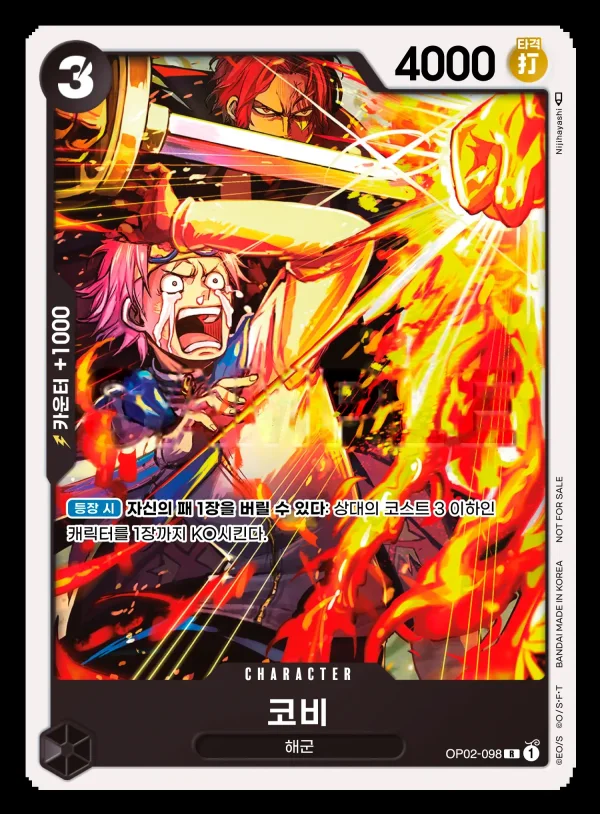 3
4000
타격
打
Nijihayashi
카운터 +1000
SAMPLE
등장 시 자신의 패 1장을 버릴 수 있다: 상대의 코스트 3 이하인
캐릭터를 1장까지 KO시킨다.
CHARACTER
코비
해군
OP02-098 R 1
©EO/S ©O/S·F·T BANDAI MADE IN KOREA NOT FOR SALE